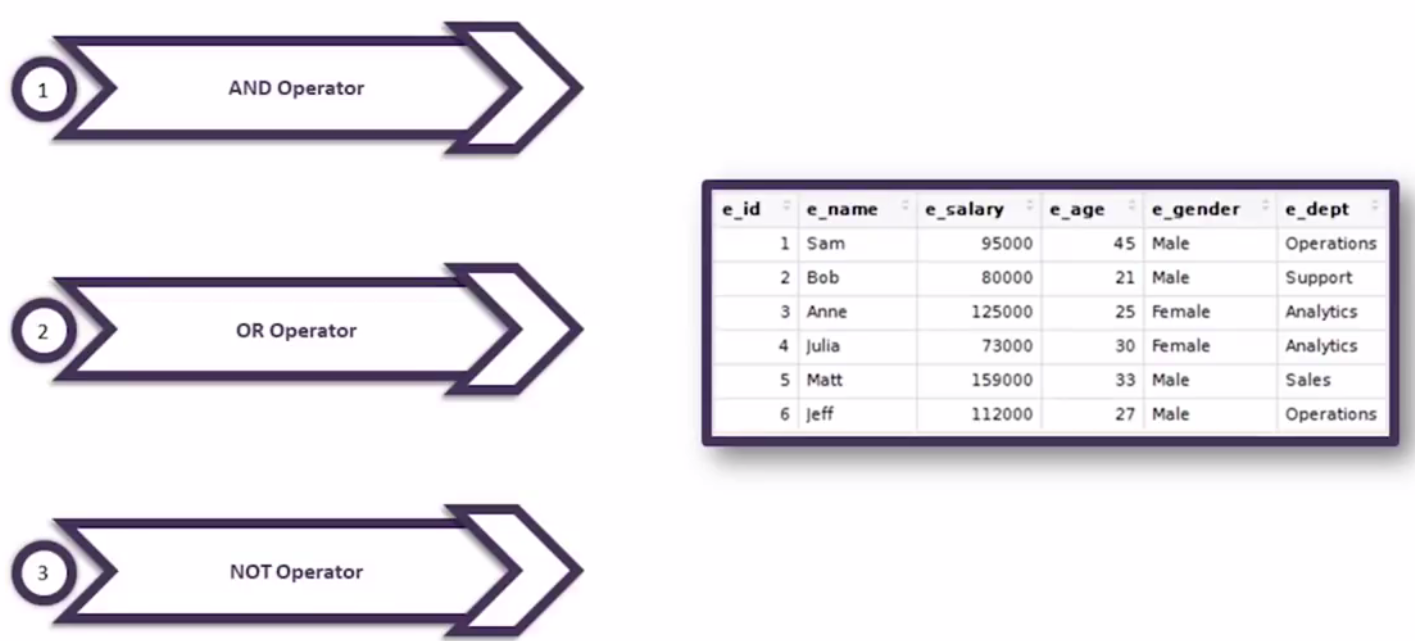 1
AND Operator
2
OR Operator
3
NOT Operator
e_id e_name e_salary e_age e_gender e_dept
1 Sam 95000 45 Male Operations
2 Bob 80000 21 Male Support
3 Anne 125000 25 Female Analytics
4 Julia 73000 30 Female Analytics
5 Matt 159000 33 Male Sales
6 Jeff 112000 27 Male Operations